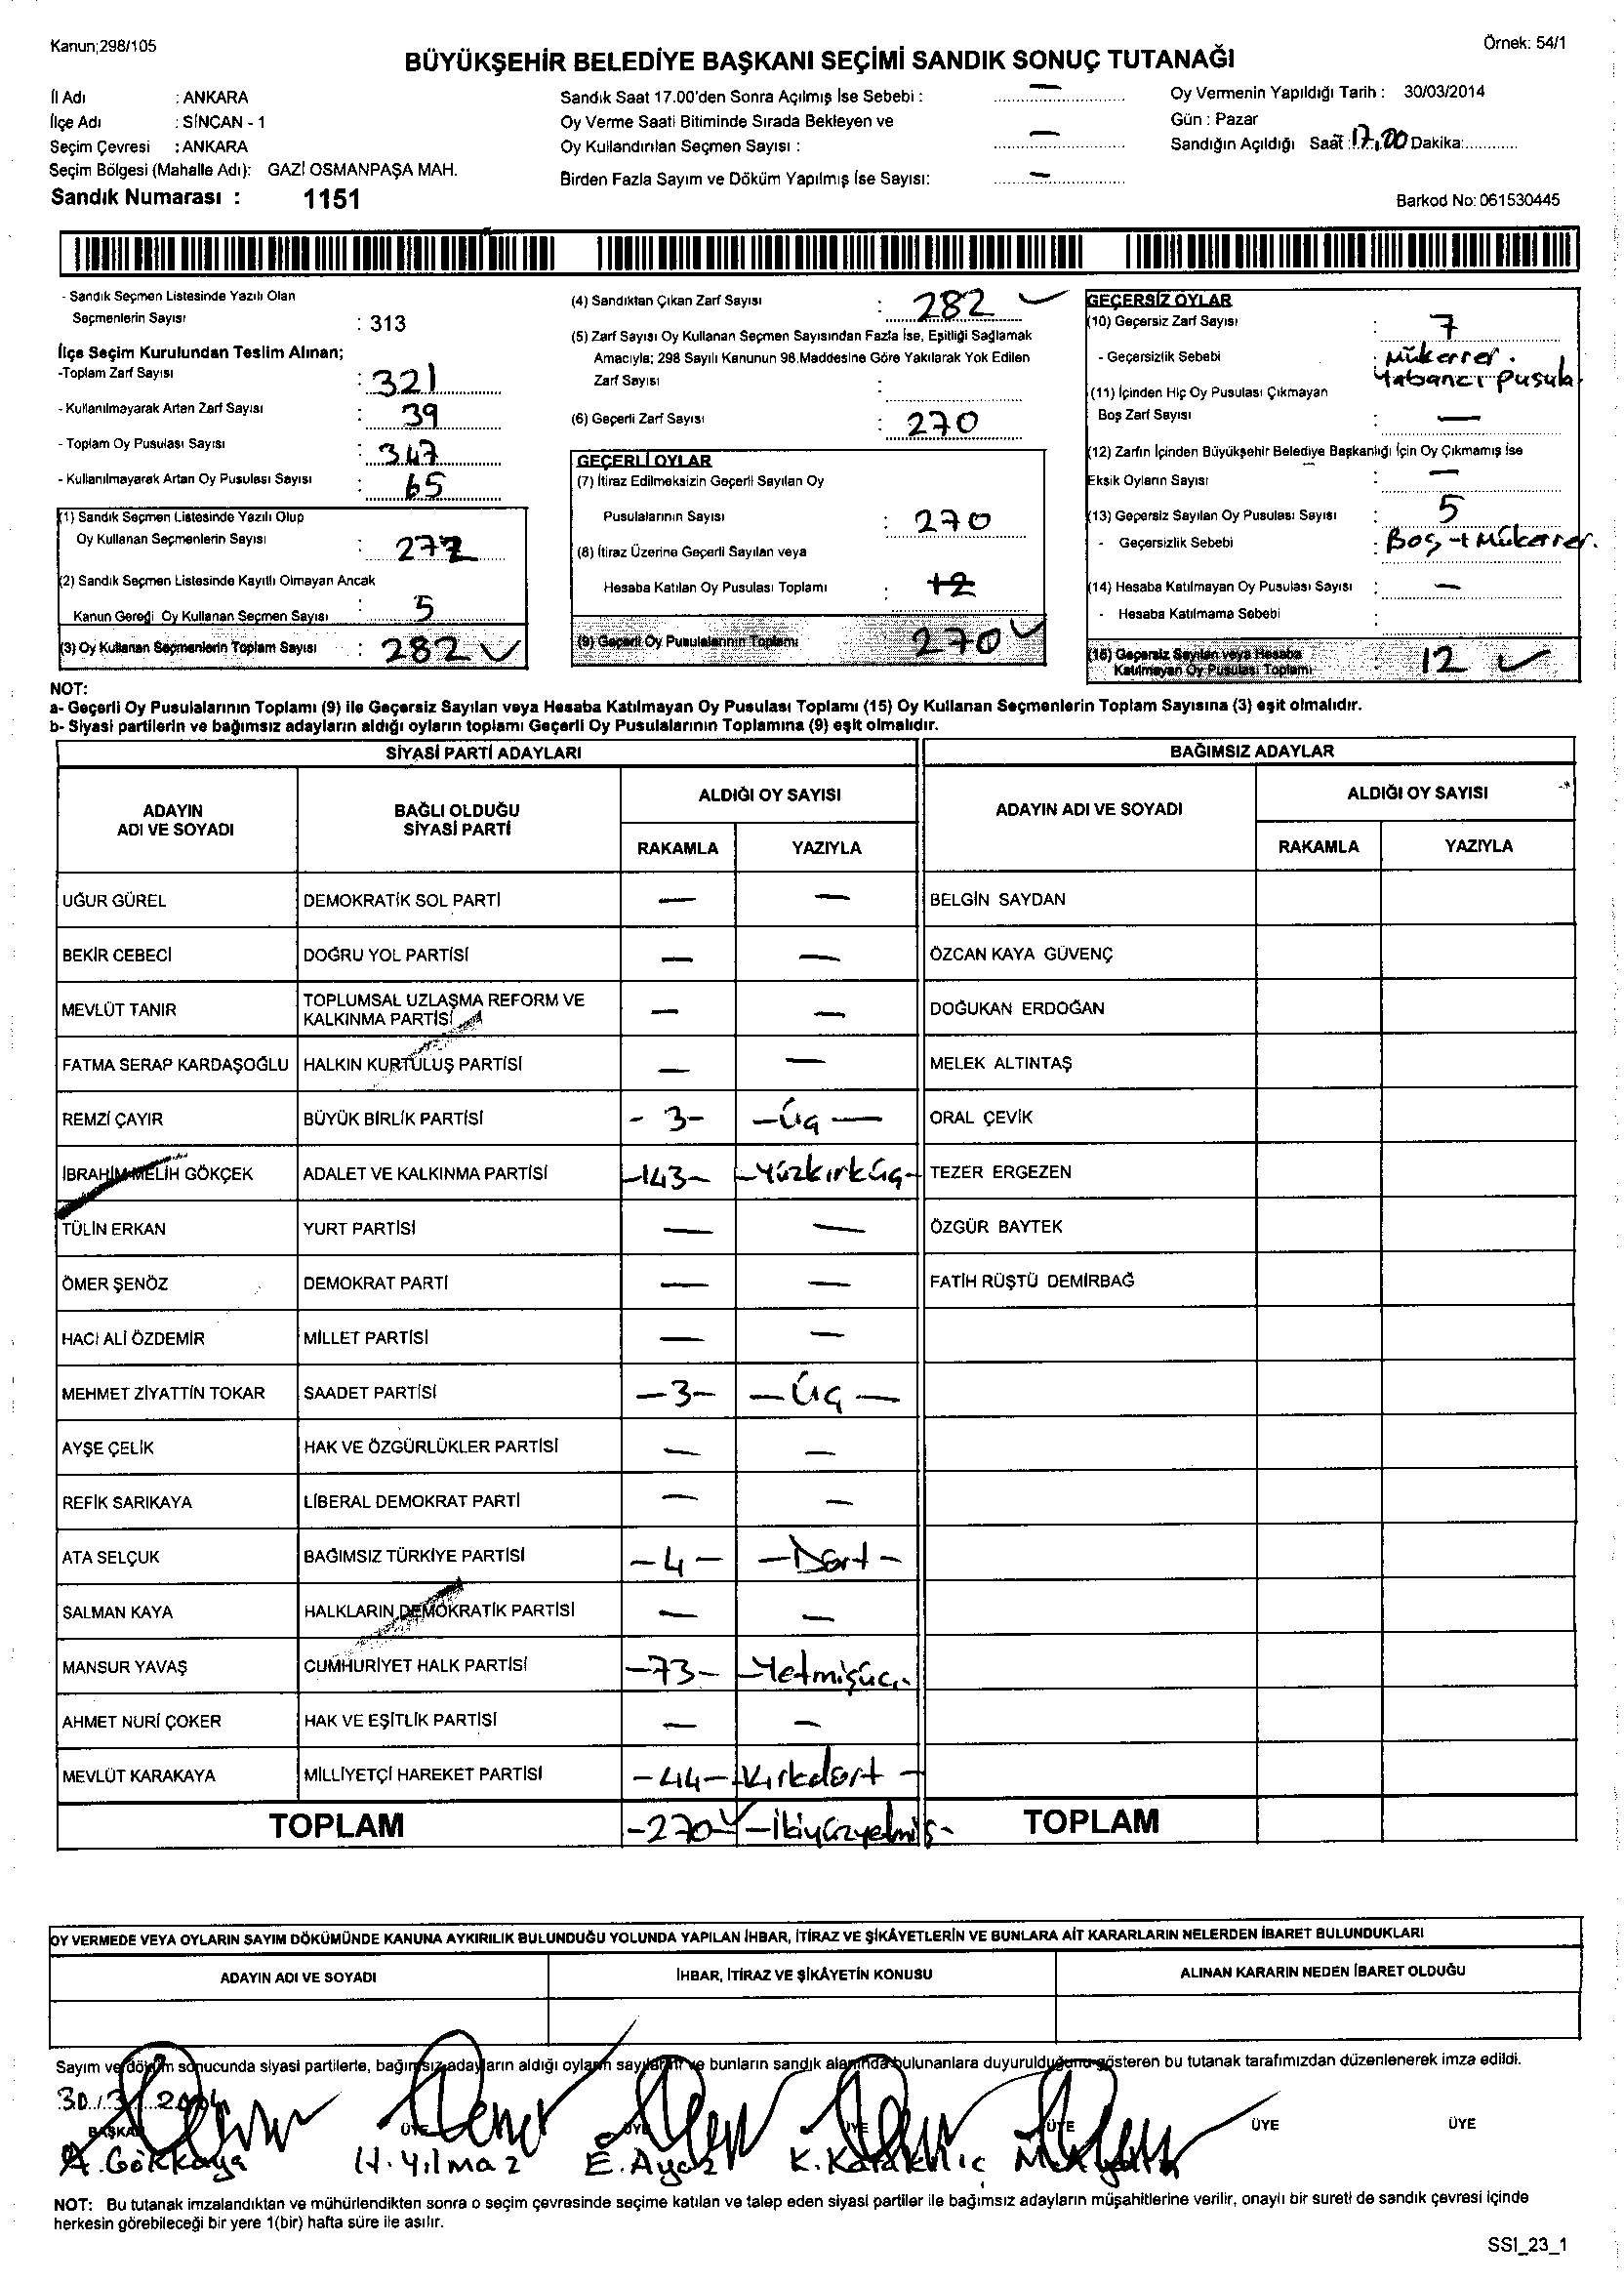 Kanun;298/105
Örnek: 54/1
BÜYÜKŞEHİR BELEDİYE BAŞKANI SEÇİMİ SANDIK SONUÇ TUTANAĞI
İl Adı : ANKARA
İlçe Adı : SİNCAN - 1
Seçim Çevresi : ANKARA
Seçim Bölgesi (Mahalle Adı): GAZİ OSMANPAŞA MAH.
Sandık Numarası : 1151
Sandık Saat 17.00'den Sonra Açılmış İse Sebebi : —
Oy Verme Saati Bitiminde Sırada Bekleyen ve
Oy Kullandırılan Seçmen Sayısı : —
Birden Fazla Sayım ve Döküm Yapılmış İse Sayısı: —
Oy Vermenin Yapıldığı Tarih : 30/03/2014
Gün : Pazar
Sandığın Açıldığı Saat : 17,00 Dakika:
Barkod No: 061530445
- Sandık Seçmen Listesinde Yazılı Olan
Seçmenlerin Sayısı : 313
İlçe Seçim Kurulundan Teslim Alınan;
-Toplam Zarf Sayısı : 321
- Kullanılmayarak Artan Zarf Sayısı : 39
- Toplam Oy Pusulası Sayısı : 347
- Kullanılmayarak Artan Oy Pusulası Sayısı : 65
(1) Sandık Seçmen Listesinde Yazılı Olup
Oy Kullanan Seçmenlerin Sayısı : 277
(2) Sandık Seçmen Listesinde Kayıtlı Olmayan Ancak
Kanun Gereği Oy Kullanan Seçmen Sayısı : 5
(3) Oy Kullanan Seçmenlerin Toplam Sayısı : 282 ✓
(4) Sandıktan Çıkan Zarf Sayısı : 282 ✓
(5) Zarf Sayısı Oy Kullanan Seçmen Sayısından Fazla İse, Eşitliği Sağlamak
Amacıyla; 298 Sayılı Kanunun 98.Maddesine Göre Yakılarak Yok Edilen
Zarf Sayısı :
(6) Geçerli Zarf Sayısı : 270
GEÇERLİ OYLAR
(7) İtiraz Edilmeksizin Geçerli Sayılan Oy
Pusulalarının Sayısı : 270
(8) İtiraz Üzerine Geçerli Sayılan veya
Hesaba Katılan Oy Pusulası Toplamı : 12
(9) Geçerli Oy Pusulalarının Toplamı 270 ✓
GEÇERSİZ OYLAR
(10) Geçersiz Zarf Sayısı : 7
- Geçersizlik Sebebi : Mükerrer.
Yabancı Pusula
(11) İçinden Hiç Oy Pusulası Çıkmayan
Boş Zarf Sayısı : —
(12) Zarfın İçinden Büyükşehir Belediye Başkanlığı İçin Oy Çıkmamış İse
Eksik Oyların Sayısı : —
(13) Geçersiz Sayılan Oy Pusulası Sayısı : 5
- Geçersizlik Sebebi : Boş + Mükerrer.
(14) Hesaba Katılmayan Oy Pusulası Sayısı : —
- Hesaba Katılmama Sebebi :
(15) Geçersiz Sayılan veya Hesaba
Katılmayan Oy Pusulası Toplamı : 12 ✓
NOT:
a- Geçerli Oy Pusulalarının Toplamı (9) ile Geçersiz Sayılan veya Hesaba Katılmayan Oy Pusulası Toplamı (15) Oy Kullanan Seçmenlerin Toplam Sayısına (3) eşit olmalıdır.
b- Siyasi partilerin ve bağımsız adayların aldığı oyların toplamı Geçerli Oy Pusulalarının Toplamına (9) eşit olmalıdır.
SİYASİ PARTİ ADAYLARI
BAĞIMSIZ ADAYLAR
ADAYIN ADI VE SOYADI
BAĞLI OLDUĞU SİYASİ PARTİ
ALDIĞI OY SAYISI
RAKAMLA YAZIYLA
ADAYIN ADI VE SOYADI
ALDIĞI OY SAYISI
RAKAMLA YAZIYLA
UĞUR GÜREL DEMOKRATİK SOL PARTİ — — BELGİN SAYDAN
BEKİR CEBECİ DOĞRU YOL PARTİSİ — — ÖZCAN KAYA GÜVENÇ
MEVLÜT TANIR TOPLUMSAL UZLAŞMA REFORM VE KALKINMA PARTİSİ — — DOĞUKAN ERDOĞAN
FATMA SERAP KARDAŞOĞLU HALKIN KURTULUŞ PARTİSİ — — MELEK ALTINTAŞ
REMZİ ÇAYIR BÜYÜK BİRLİK PARTİSİ - 3 - — Üç — ORAL ÇEVİK
İBRAHİM MELİH GÖKÇEK ADALET VE KALKINMA PARTİSİ -143- -Yüzkırküç- TEZER ERGEZEN
TÜLİN ERKAN YURT PARTİSİ — — ÖZGÜR BAYTEK
ÖMER ŞENÖZ DEMOKRAT PARTİ — — FATİH RÜŞTÜ DEMİRBAĞ
HACI ALİ ÖZDEMİR MİLLET PARTİSİ — —
MEHMET ZİYATTİN TOKAR SAADET PARTİSİ -3- — Üç —
AYŞE ÇELİK HAK VE ÖZGÜRLÜKLER PARTİSİ — —
REFİK SARIKAYA LİBERAL DEMOKRAT PARTİ — —
ATA SELÇUK BAĞIMSIZ TÜRKİYE PARTİSİ -4- -Dört-
SALMAN KAYA HALKLARIN DEMOKRATİK PARTİSİ — —
MANSUR YAVAŞ CUMHURİYET HALK PARTİSİ -73- -Yetmişüç.
AHMET NURİ ÇOKER HAK VE EŞİTLİK PARTİSİ — —
MEVLÜT KARAKAYA MİLLİYETÇİ HAREKET PARTİSİ -44- -Kırkdört-
TOPLAM -270 ✓ -İkiyüzyetmiş- TOPLAM
OY VERMEDE VEYA OYLARIN SAYIM DÖKÜMÜNDE KANUNA AYKIRILIK BULUNDUĞU YOLUNDA YAPILAN İHBAR, İTİRAZ VE ŞİKÂYETLERİN VE BUNLARA AİT KARARLARIN NELERDEN İBARET BULUNDUKLARI
ADAYIN ADI VE SOYADI İHBAR, İTİRAZ VE ŞİKÂYETİN KONUSU ALINAN KARARIN NEDEN İBARET OLDUĞU
Sayım ve döküm sonucunda siyasi partilerle, bağımsız adayların aldığı oyların sayıları ve bunların sandık alanında bulunanlara duyurulduğunu gösteren bu tutanak tarafımızdan düzenlenerek imza edildi.
30.3.2014
BAŞKAN ÜYE ÜYE ÜYE ÜYE ÜYE ÜYE
A.Gökkaya H.Yılmaz E.Ayaz
NOT: Bu tutanak imzalandıktan ve mühürlendikten sonra o seçim çevresinde seçime katılan ve talep eden siyasi partiler ile bağımsız adayların müşahitlerine verilir, onaylı bir sureti de sandık çevresi içinde
herkesin görebileceği bir yere 1(bir) hafta süre ile asılır.
SSI_23_1